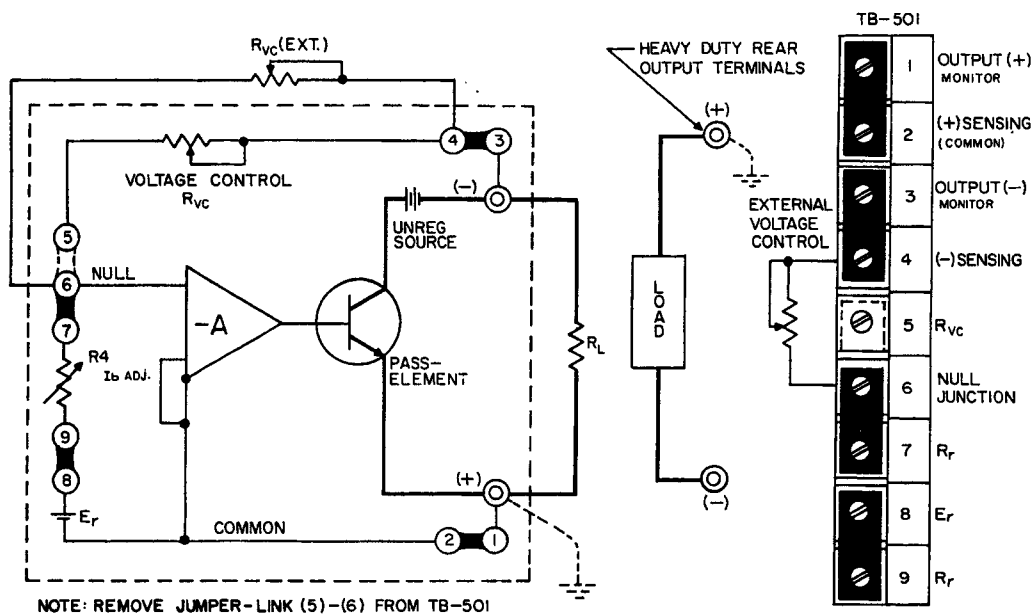 RVC (EXT.)
4
3
VOLTAGE CONTROL
RVC
(-)
UNREG
SOURCE
5
6
NULL
7
R4
Ib ADJ.
-A
PASS-
ELEMENT
RL
9
8
Er
COMMON
(+)
2
1
NOTE: REMOVE JUMPER-LINK (5)-(6) FROM TB-501
HEAVY DUTY REAR
OUTPUT TERMINALS
(+)
LOAD
(-)
EXTERNAL
VOLTAGE
CONTROL
TB-501
1 OUTPUT (+)
MONITOR
2 (+) SENSING
(COMMON)
3 OUTPUT (-)
MONITOR
4 (-) SENSING
5 RVC
6 NULL
JUNCTION
7 Rr
8 Er
9 Rr